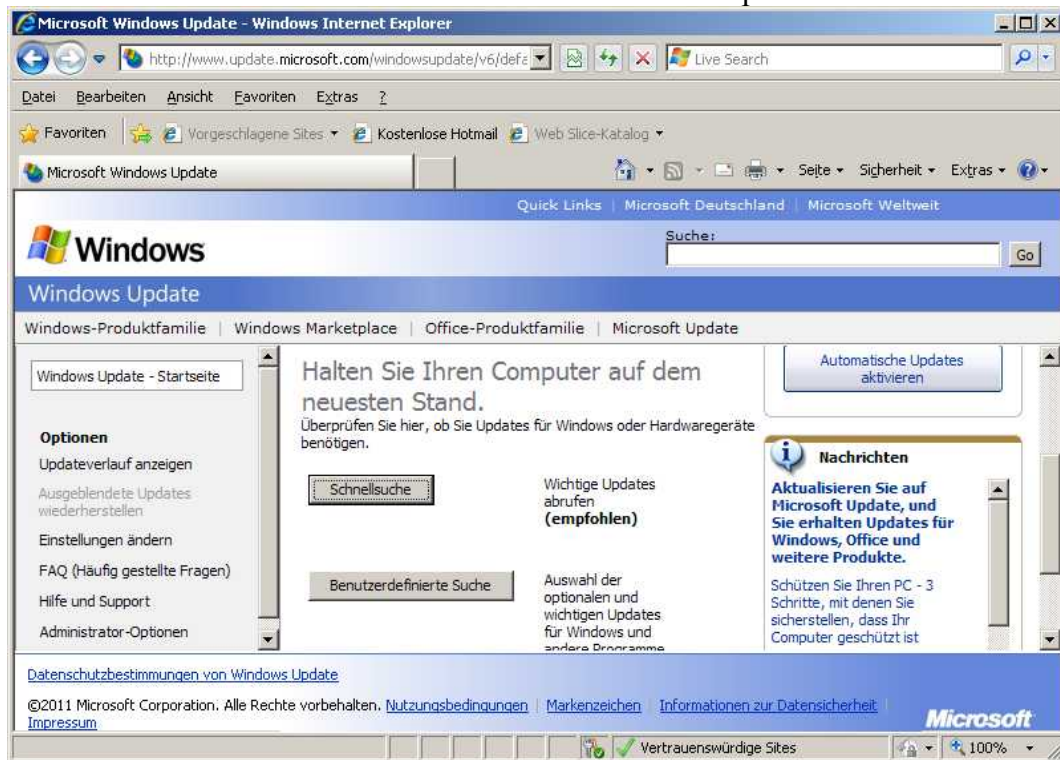 Microsoft Windows Update - Windows Internet Explorer
http://www.update.microsoft.com/windowsupdate/v6/defa
Live Search
Datei Bearbeiten Ansicht Favoriten Extras ?
Favoriten Vorgeschlagene Sites Kostenlose Hotmail Web Slice-Katalog
Microsoft Windows Update
Seite Sicherheit Extras
Quick Links | Microsoft Deutschland | Microsoft Weltweit
Windows
Suche:
Go
Windows Update
Windows-Produktfamilie | Windows Marketplace | Office-Produktfamilie | Microsoft Update
Windows Update - Startseite
Optionen
Updateverlauf anzeigen
Ausgeblendete Updates
wiederherstellen
Einstellungen ändern
FAQ (Häufig gestellte Fragen)
Hilfe und Support
Administrator-Optionen
Halten Sie Ihren Computer auf dem
neuesten Stand.
Überprüfen Sie hier, ob Sie Updates für Windows oder Hardwaregeräte
benötigen.
Schnellsuche
Wichtige Updates
abrufen
(empfohlen)
Benutzerdefinierte Suche
Auswahl der
optionalen und
wichtigen Updates
für Windows und
andere Programme
Automatische Updates
aktivieren
Nachrichten
Aktualisieren Sie auf
Microsoft Update, und
Sie erhalten Updates für
Windows, Office und
weitere Produkte.
Schützen Sie Ihren PC - 3
Schritte, mit denen Sie
sicherstellen, dass Ihr
Computer geschützt ist
Datenschutzbestimmungen von Windows Update
©2011 Microsoft Corporation. Alle Rechte vorbehalten. Nutzungsbedingungen | Markenzeichen | Informationen zur Datensicherheit |
Impressum
Microsoft
Vertrauenswürdige Sites
100%